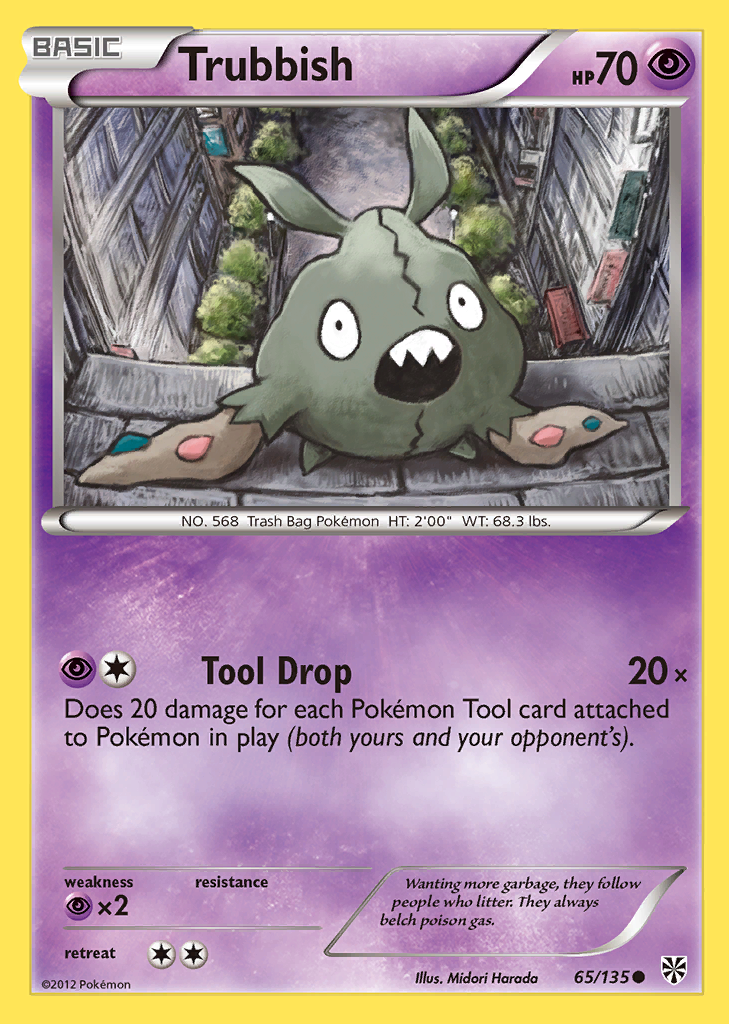 BASIC
Trubbish
HP70
NO. 568 Trash Bag Pokémon HT: 2'00" WT: 68.3 lbs.
Tool Drop 20×
Does 20 damage for each Pokémon Tool card attached
to Pokémon in play (both yours and your opponent's).
weakness resistance
×2
Wanting more garbage, they follow
people who litter. They always
belch poison gas.
retreat
©2012 Pokémon
Illus. Midori Harada
65/135